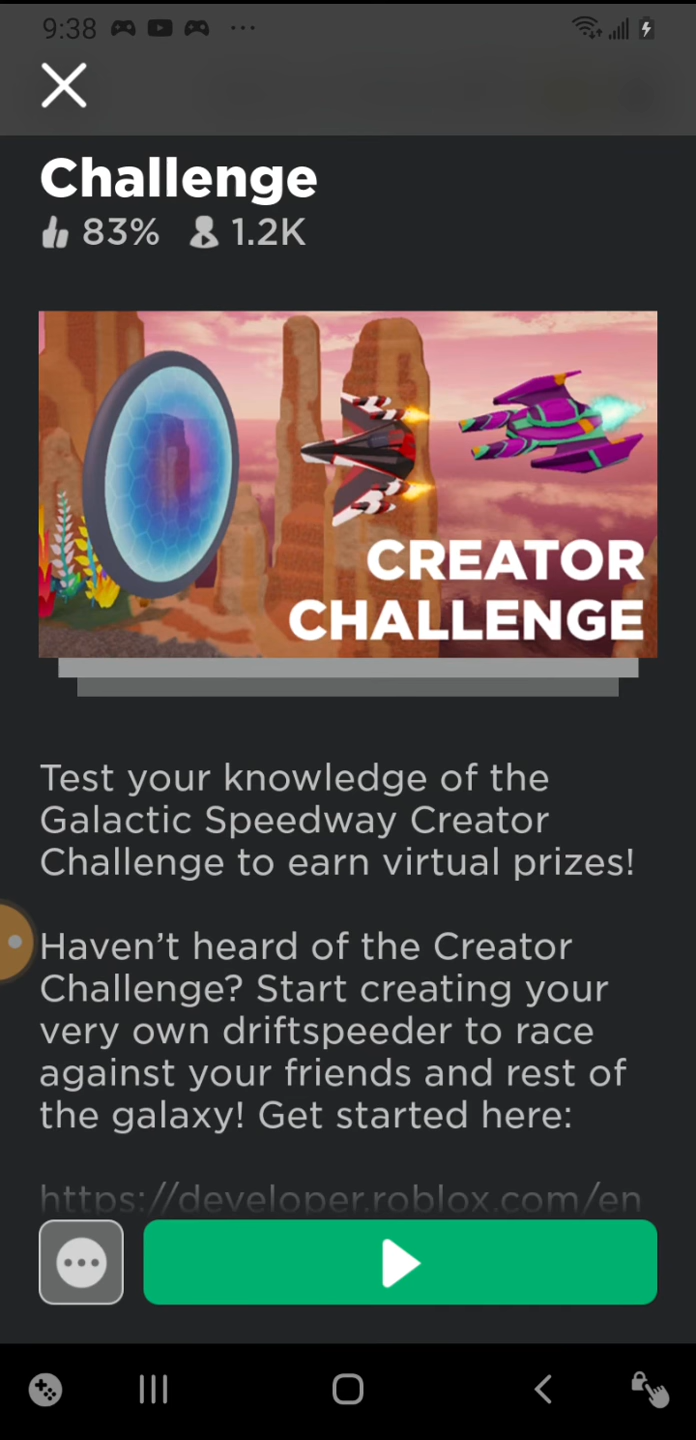 9:38
Challenge
83% 1.2K
CREATOR
CHALLENGE
Test your knowledge of the
Galactic Speedway Creator
Challenge to earn virtual prizes!
Haven’t heard of the Creator
Challenge? Start creating your
very own driftspeeder to race
against your friends and rest of
the galaxy! Get started here:
https://developer.roblox.com/en